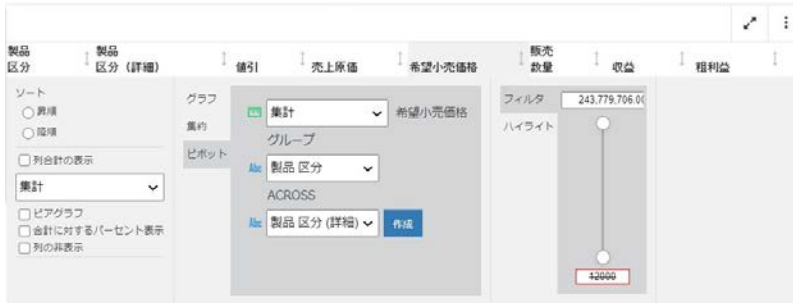 製品
区分
製品
区分 (詳細)
値引
売上原価
希望小売価格
販売
数量
収益
粗利益
ソート
昇順
降順
列合計の表示
集計
ビアグラフ
合計に対するパーセント表示
列の非表示
グラフ
集約
ピボット
集計
希望小売価格
グループ
Abc 製品 区分
ACROSS
Abc 製品 区分 (詳細)
作成
フィルタ
ハイライト
243,779,706.00
12000